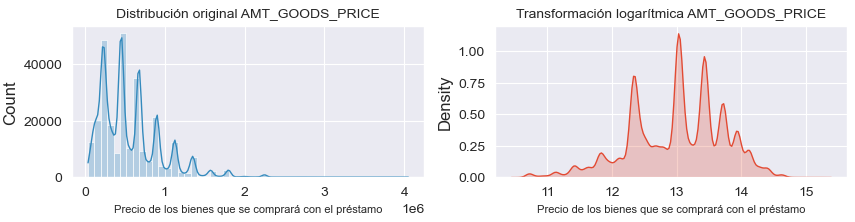 Distribución original AMT_GOODS_PRICE
Count
40000
20000
0
0
1
2
3
4
1e6
Precio de los bienes que se comprará con el préstamo
Transformación logarítmica AMT_GOODS_PRICE
Density
1.00
0.75
0.50
0.25
0.00
11
12
13
14
15
Precio de los bienes que se comprará con el préstamo